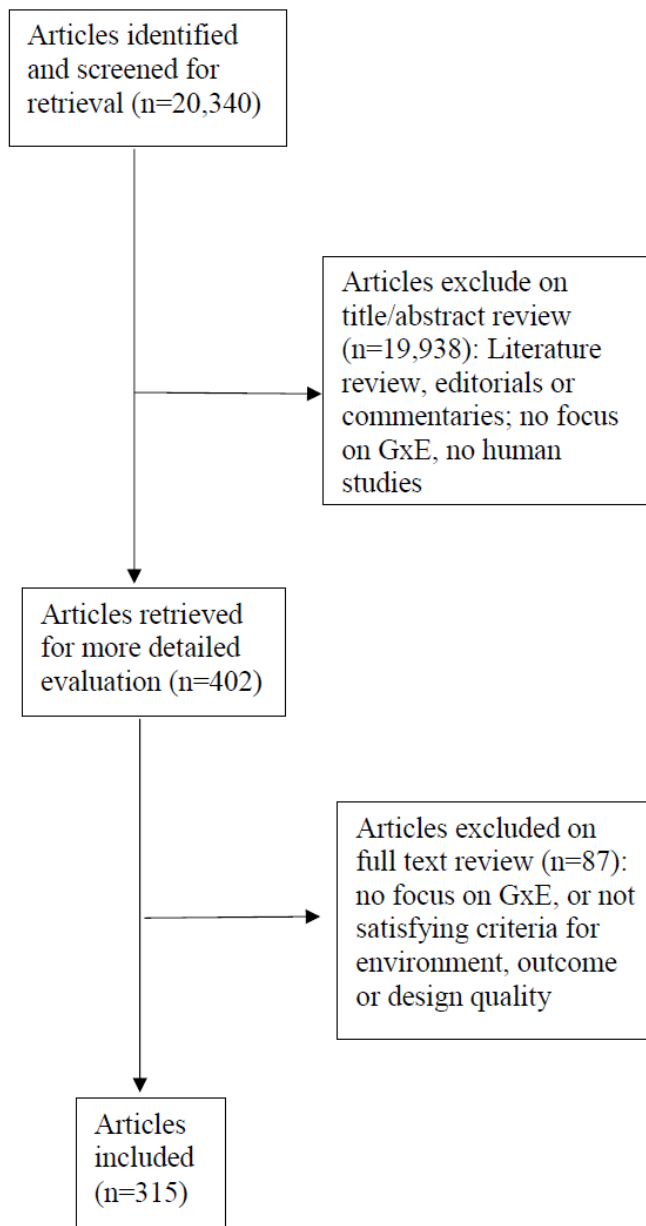 Articles identified
and screened for
retrieval (n=20,340)
Articles exclude on
title/abstract review
(n=19,938): Literature
review, editorials or
commentaries; no focus
on GxE, no human
studies
Articles retrieved
for more detailed
evaluation (n=402)
Articles excluded on
full text review (n=87):
no focus on GxE, or not
satisfying criteria for
environment, outcome
or design quality
Articles
included
(n=315)